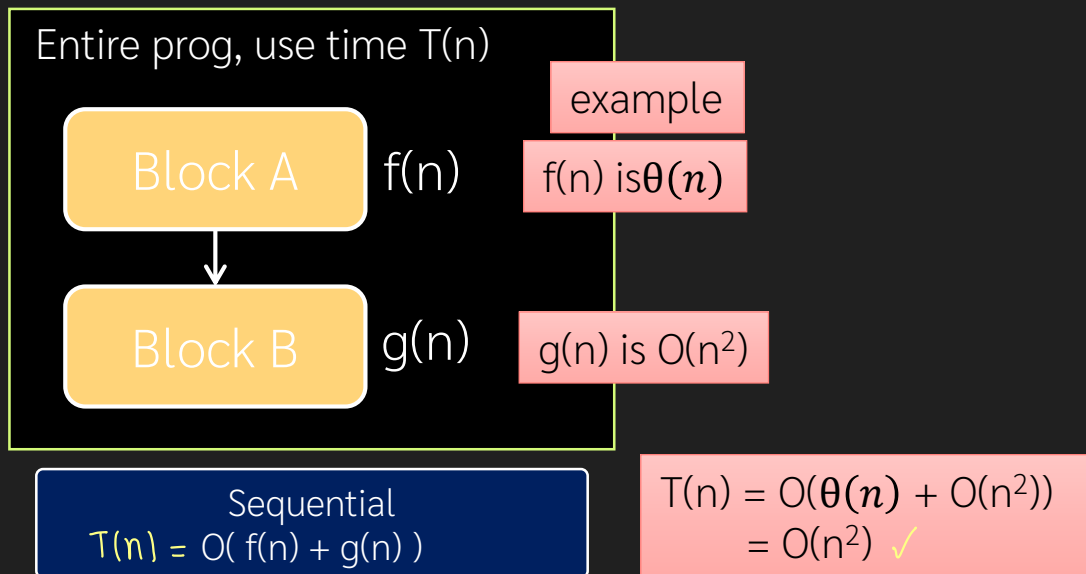 Entire prog, use time T(n)
example
Block A
f(n)
f(n) isθ(n)
Block B
g(n)
g(n) is O(n²)
Sequential
T(n) = O( f(n) + g(n) )
T(n) = O(θ(n) + O(n²))
= O(n²) ✓